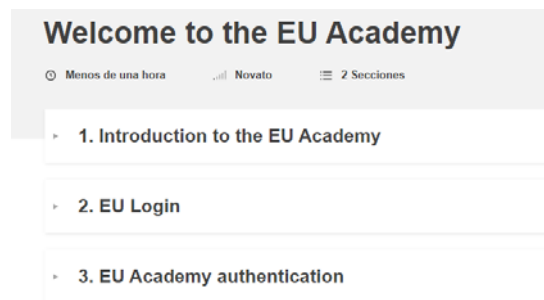 Welcome to the EU Academy
Menos de una hora Novato 2 Secciones
1. Introduction to the EU Academy
2. EU Login
3. EU Academy authentication